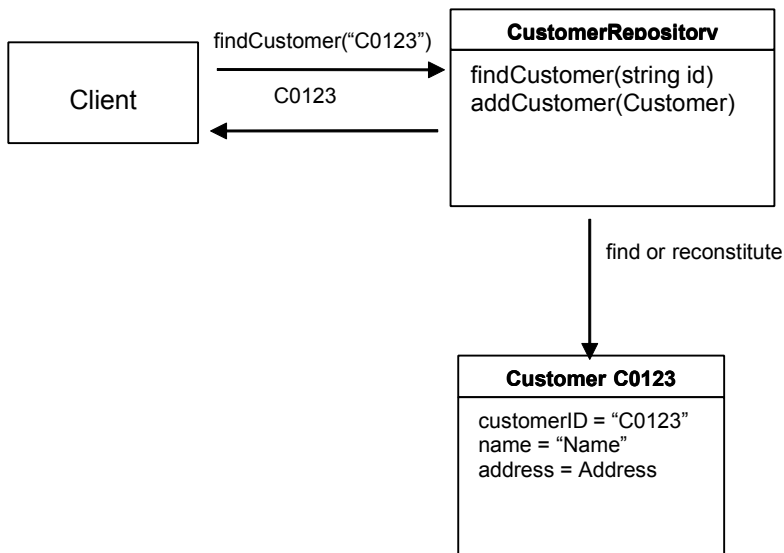 findCustomer(“C0123”)
Client
C0123
CustomerRepository
findCustomer(string id)
addCustomer(Customer)
find or reconstitute
Customer C0123
customerID = “C0123”
name = “Name”
address = Address